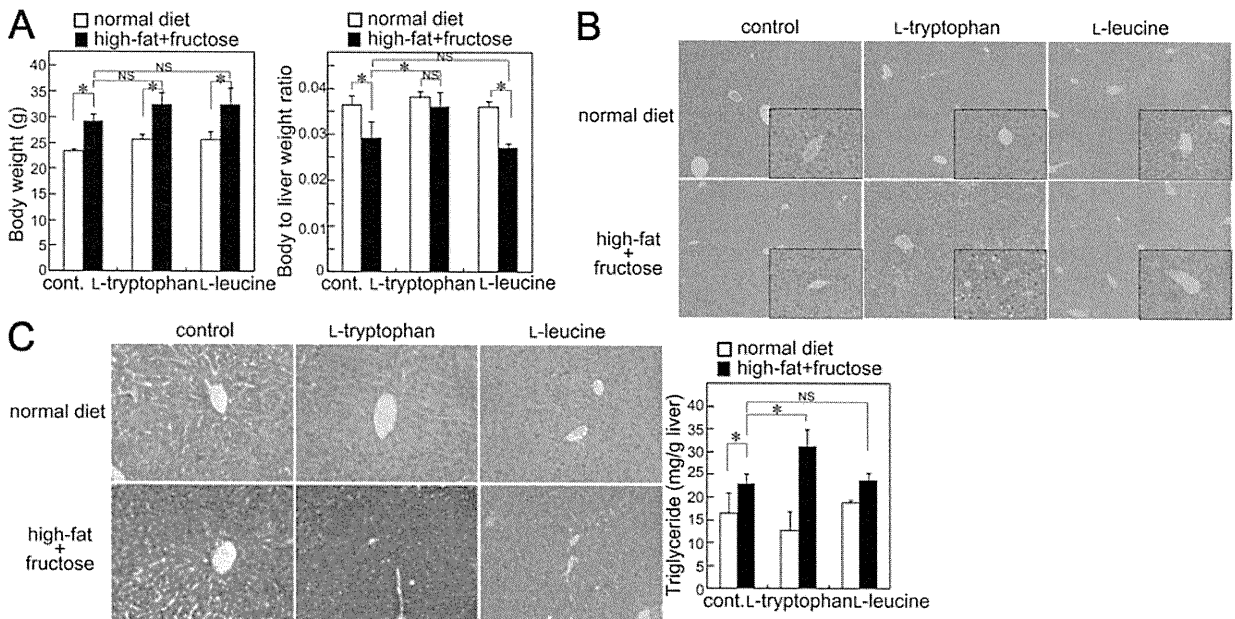 A
normal diet
high-fat+fructose
NS
NS
*
*
*
Body weight (g)
40
35
30
25
20
15
10
5
0
cont. L-tryptophan L-leucine
normal diet
high-fat+fructose
NS
*
*
NS
*
Body to liver weight ratio
0.04
0.03
0.02
0.01
0
cont. L-tryptophan L-leucine
B
control L-tryptophan L-leucine
normal diet
high-fat
+
fructose
C
control L-tryptophan L-leucine
normal diet
high-fat
+
fructose
normal diet
high-fat+fructose
NS
*
*
Triglyceride (mg/g liver)
40
35
30
25
20
15
10
5
0
cont. L-tryptophan L-leucine